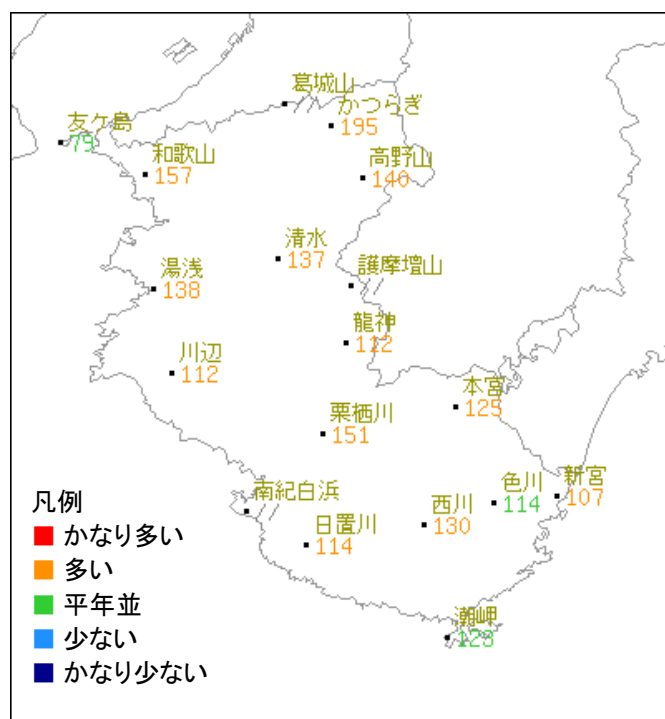 葛城山
かつらぎ
195
友ケ島
79
和歌山
157
高野山
140
清水
137
護摩壇山
湯浅
138
龍神
112
川辺
112
本宮
125
栗栖川
151
南紀白浜
色川
114
新宮
107
西川
130
日置川
114
潮岬
123
凡例
かなり多い
多い
平年並
少ない
かなり少ない